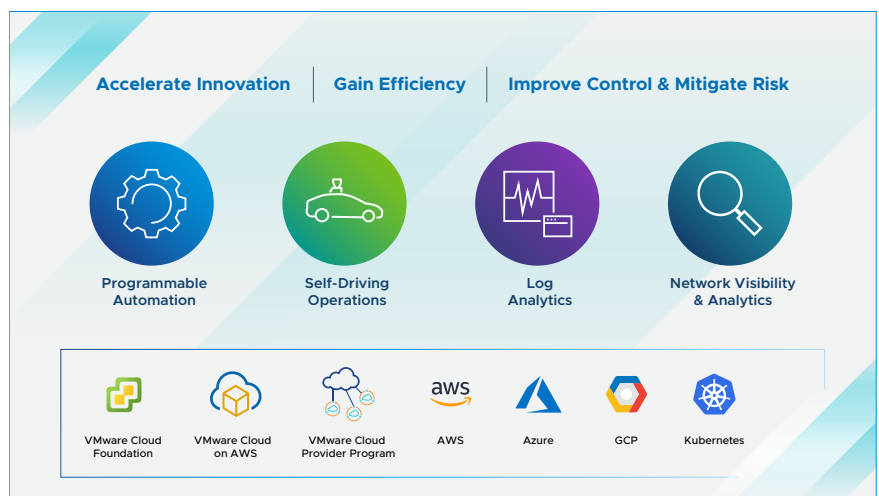 Accelerate Innovation
Gain Efficiency
Improve Control & Mitigate Risk
Programmable
Automation
Self-Driving
Operations
Log
Analytics
Network Visibility
& Analytics
aws
VMware Cloud
Foundation
VMware Cloud
on AWS
VMware Cloud
Provider Program
AWS
Azure
GCP
Kubernetes